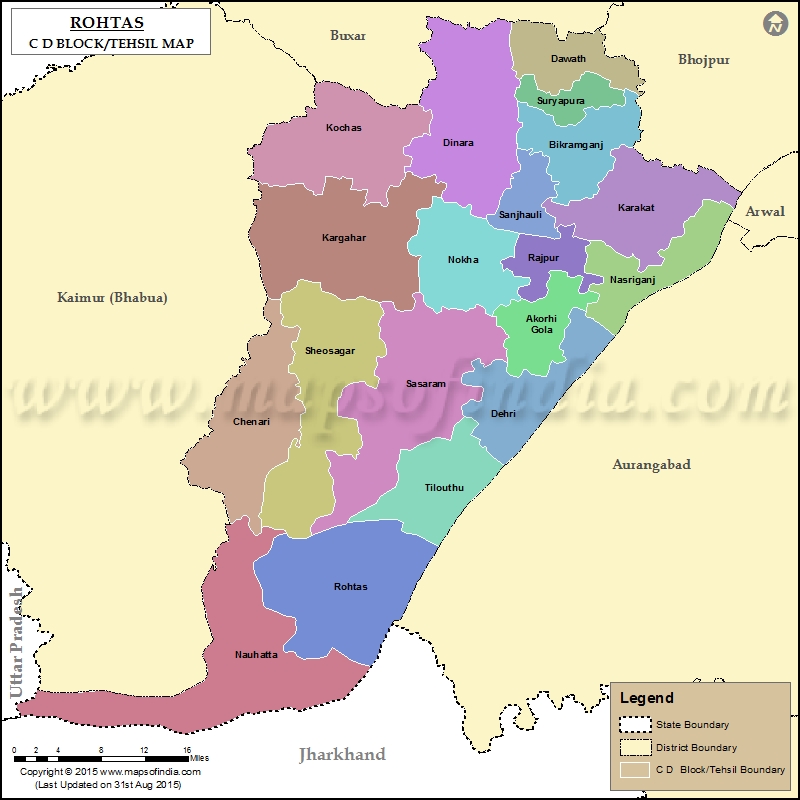 ROHTAS
C D BLOCK/TEHSIL MAP
N
Buxar
Bhojpur
Dawath
Suryapura
Kochas
Dinara
Bikramganj
Karakat
Arwal
Sanjhauli
Kargahar
Nokha
Rajpur
Nasriganj
Kaimur (Bhabua)
Akorhi
Gola
Sheosagar
Sasaram
www.mapsofindia.com
Dehri
Chenari
Aurangabad
Tilouthu
Rohtas
Uttar Pradesh
Nauhatta
Jharkhand
Legend
State Boundary
District Boundary
C D Block/Tehsil Boundary
0 2 4 8 12 16
Miles
Copyright © 2015 www.mapsofindia.com
(Last Updated on 31st Aug 2015)